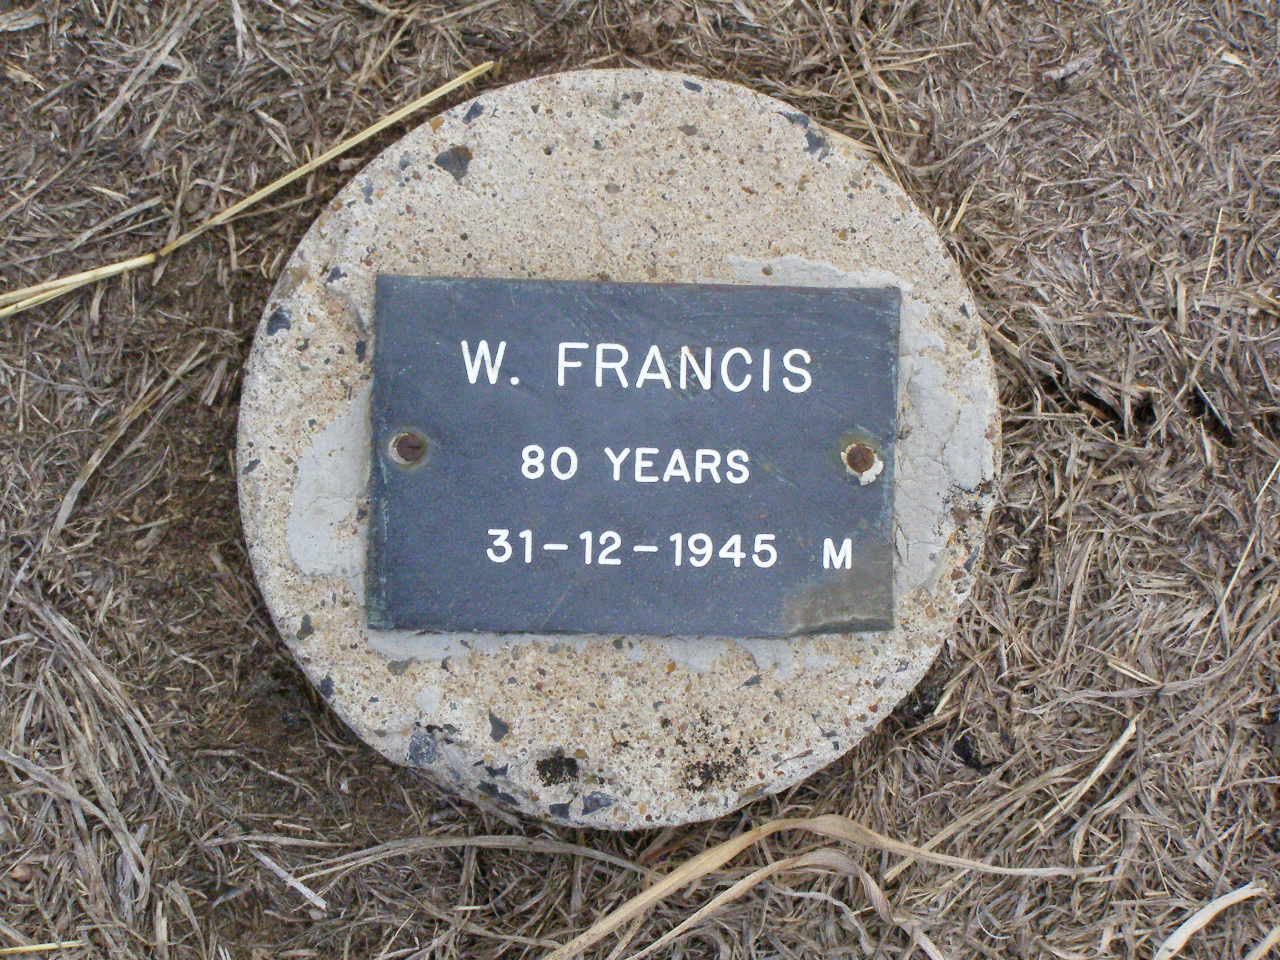 W. FRANCIS
80 YEARS
31-12-1945 M